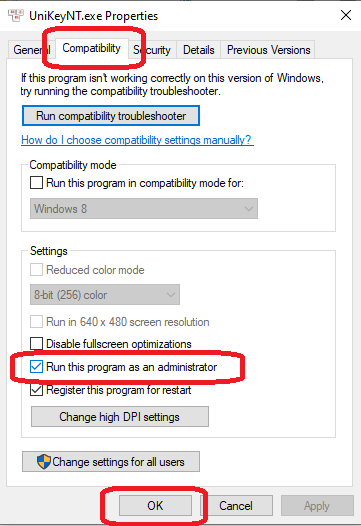 UniKeyNT.exe Properties
General Compatibility Security Details Previous Versions
If this program isn't working correctly on this version of Windows,
try running the compatibility troubleshooter.
Run compatibility troubleshooter
How do I choose compatibility settings manually?
Compatibility mode
Run this program in compatibility mode for:
Windows 8
Settings
Reduced color mode
8-bit (256) color
Run in 640 x 480 screen resolution
Disable fullscreen optimizations
Run this program as an administrator
Register this program for restart
Change high DPI settings
Change settings for all users
OK Cancel Apply